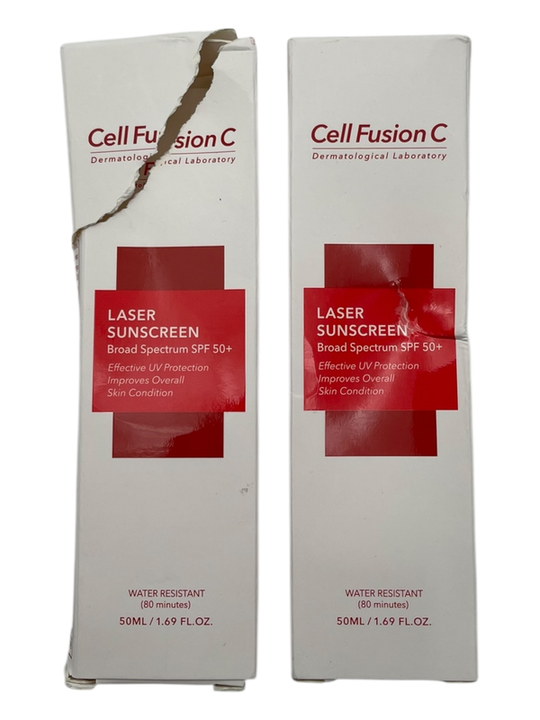 Cell Fusion C
Dermatological Laboratory
LASER
SUNSCREEN
Broad Spectrum SPF 50+
Effective UV Protection
Improves Overall
Skin Condition
WATER RESISTANT
(80 minutes)
50ML / 1.69 FL.OZ.
Cell Fusion C
Dermatological Laboratory
LASER
SUNSCREEN
Broad Spectrum SPF 50+
Effective UV Protection
Improves Overall
Skin Condition
WATER RESISTANT
(80 minutes)
50ML / 1.69 FL.OZ.